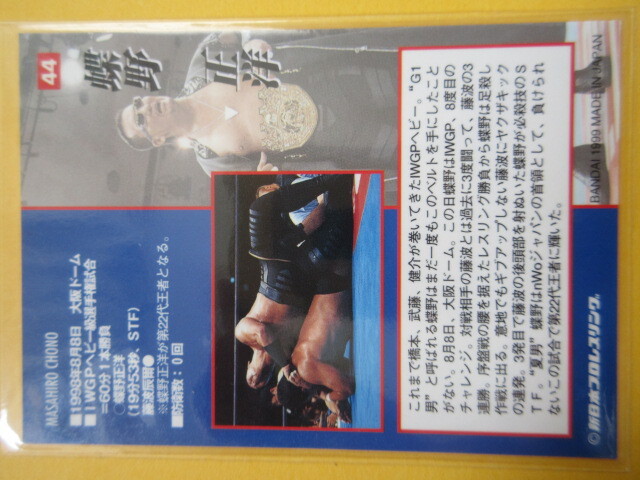 44
蝶野正洋
MASAHIRO CHONO
■1998年8月8日　大阪ドーム
■IWGPヘビー級選手権試合
=60分1本勝負
○蝶野正洋
(19分53秒、STF)
藤波辰爾●
※蝶野正洋が第22代王者となる。
■防衛数：0回
これまで橋本、武藤、健介が巻いてきたIWGPヘビー。“G1
男”と呼ばれる蝶野はまだ一度もこのベルトを手にしたこと
がない。8月8日、大阪ドーム。この日蝶野はIWGP、8度目の
チャレンジ。対戦相手の藤波とは過去に3度闘って、藤波の3
連勝。序盤戦の腰を据えたレスリング勝負から蝶野は足殺し
作戦に出る。意地でもギブアップしない藤波にヤクザキック
の連発。3発目で藤波の後頭部を射ぬいた蝶野が必殺技のS
TF。“夏男”蝶野はnWoジャパンの首領として、負けられ
ないこの試合で第22代王者に輝いた。
©新日本プロレスリング
BANDAI 1999 MADE IN JAPAN